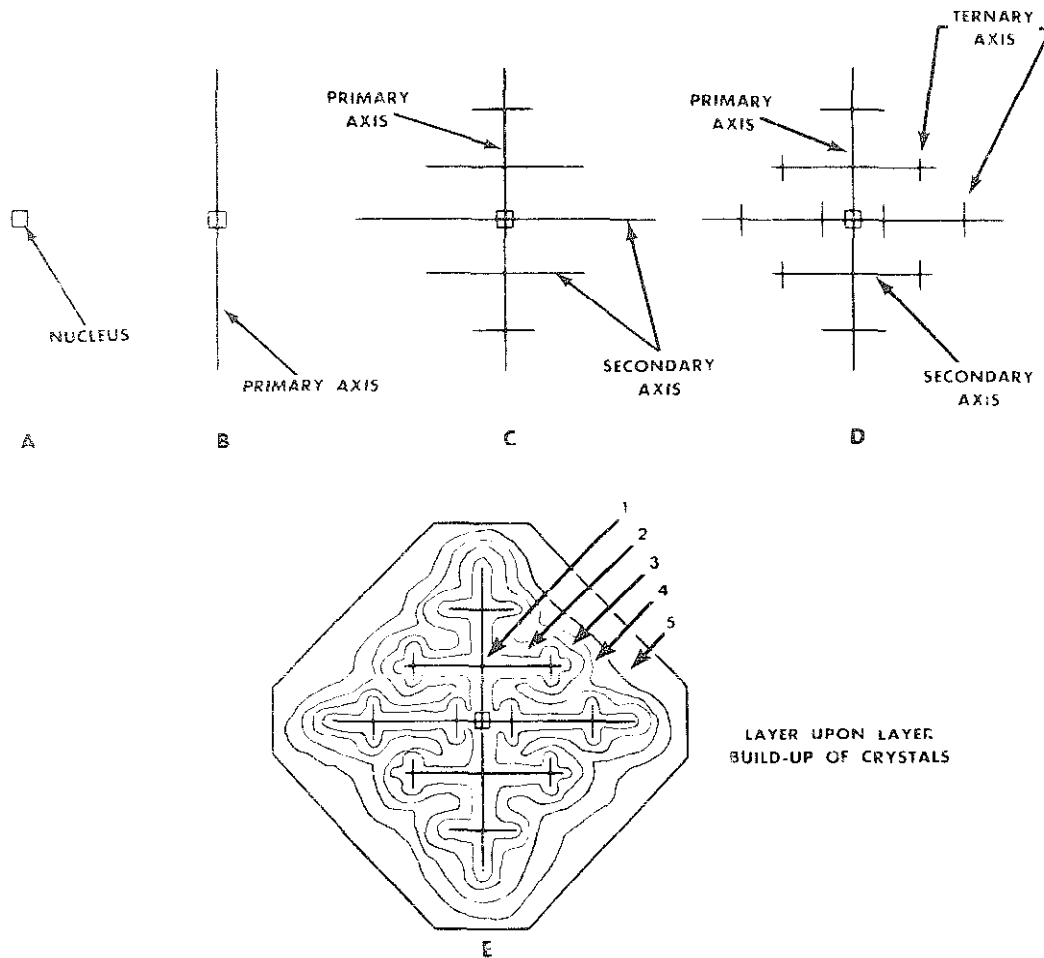 TERNARY
AXIS
PRIMARY
AXIS
PRIMARY
AXIS
NUCLEUS
PRIMARY AXIS
SECONDARY
AXIS
SECONDARY
AXIS
A
B
C
D
1
2
3
4
5
LAYER UPON LAYER
BUILD-UP OF CRYSTALS
E